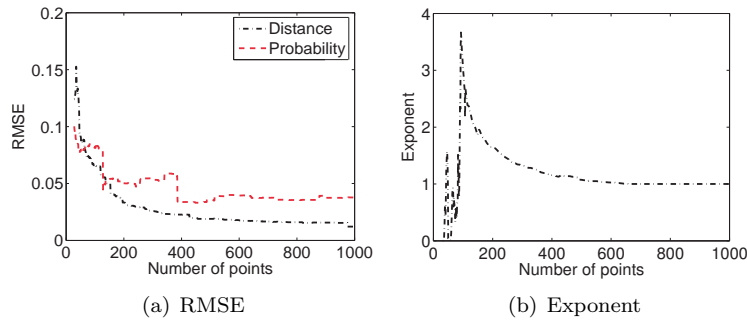 0.2
0.15
0.1
0.05
0
RMSE
Distance
Probability
0 200 400 600 800 1000
Number of points
(a) RMSE
4
3
2
1
0
Exponent
0 200 400 600 800 1000
Number of points
(b) Exponent